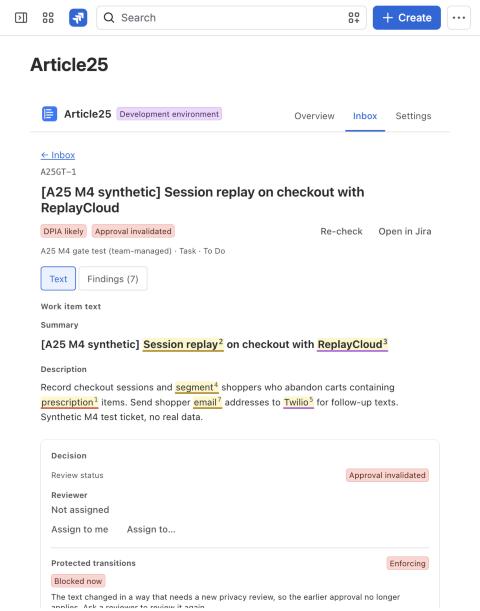 Search
+ Create
Article25
Article25 Development environment
Overview Inbox Settings
← Inbox
A25GT-1
[A25 M4 synthetic] Session replay on checkout with
ReplayCloud
DPIA likely Approval invalidated Re-check Open in Jira
A25 M4 gate test (team-managed) · Task · To Do
Text Findings (7)
Work item text
Summary
[A25 M4 synthetic] Session replay² on checkout with ReplayCloud³
Description
Record checkout sessions and segment⁴ shoppers who abandon carts containing
prescription¹ items. Send shopper email⁷ addresses to Twilio⁵ for follow-up texts.
Synthetic M4 test ticket, no real data.
Decision
Review status Approval invalidated
Reviewer
Not assigned
Assign to me Assign to...
Protected transitions Enforcing
Blocked now
The text changed in a way that needs a new privacy review, so the earlier approval no longer
applies. Ask a reviewer to review it again.